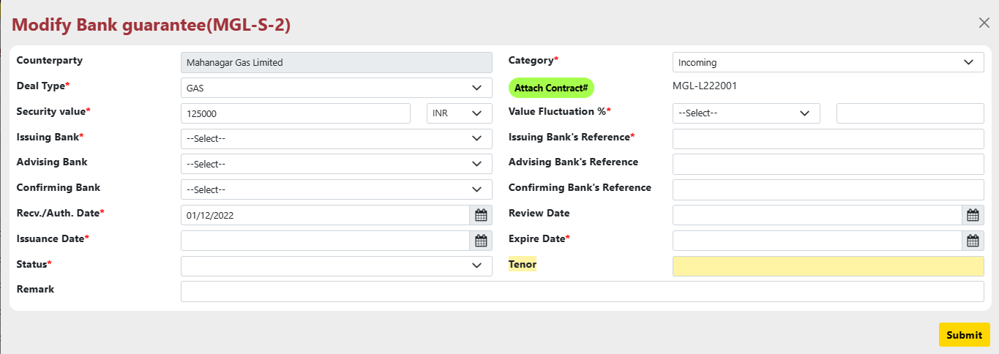 Modify Bank guarantee(MGL-S-2)
Counterparty Mahanagar Gas Limited Category* Incoming
Deal Type* GAS Attach Contract# MGL-L222001
Security value* 125000 INR Value Fluctuation %* --Select--
Issuing Bank* --Select-- Issuing Bank's Reference*
Advising Bank --Select-- Advising Bank's Reference
Confirming Bank --Select-- Confirming Bank's Reference
Recv./Auth. Date* 01/12/2022 Review Date
Issuance Date* Expire Date*
Status* Tenor
Remark
Submit